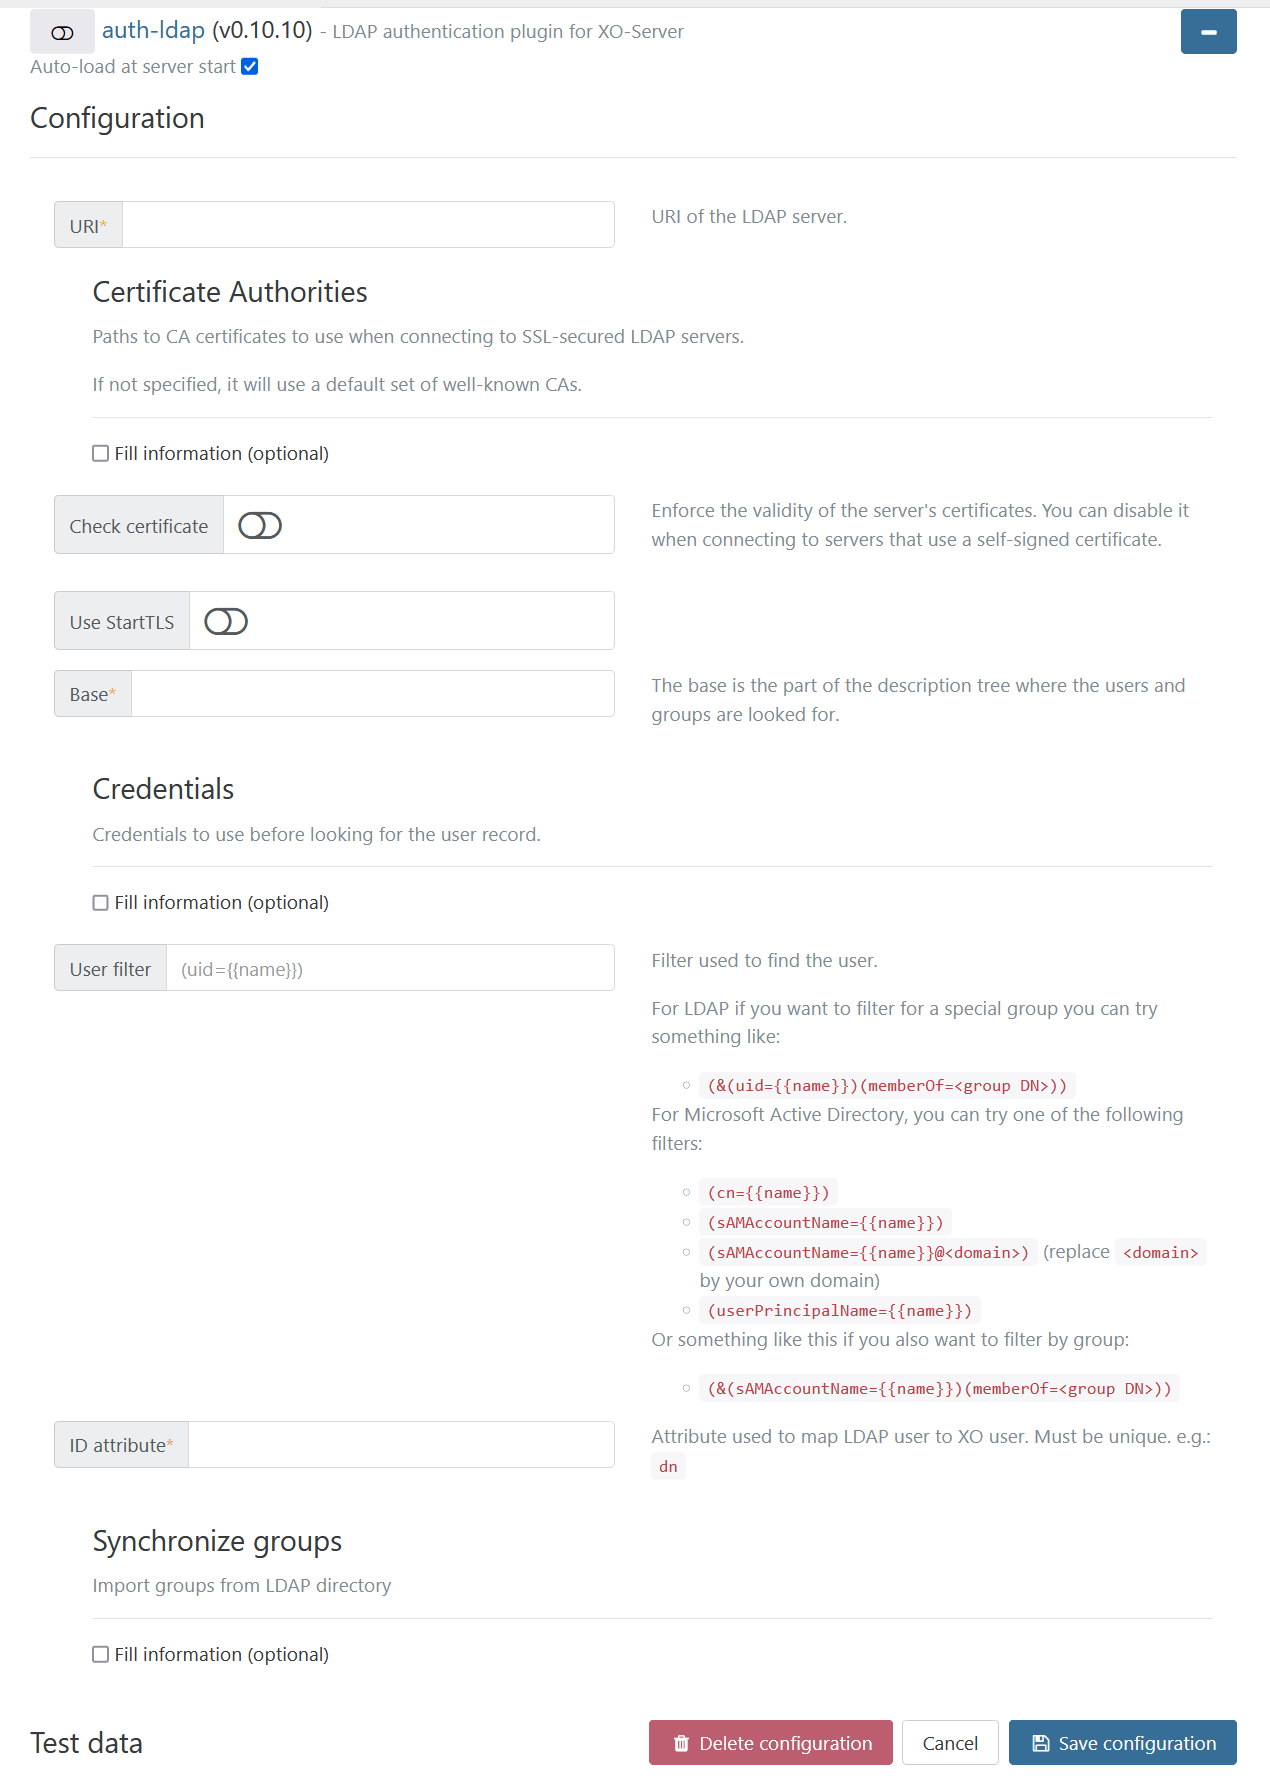 auth-ldap (v0.10.10) - LDAP authentication plugin for XO-Server
Auto-load at server start
Configuration
URI*
URI of the LDAP server.
Certificate Authorities
Paths to CA certificates to use when connecting to SSL-secured LDAP servers.
If not specified, it will use a default set of well-known CAs.
Fill information (optional)
Check certificate
Enforce the validity of the server's certificates. You can disable it
when connecting to servers that use a self-signed certificate.
Use StartTLS
Base*
The base is the part of the description tree where the users and
groups are looked for.
Credentials
Credentials to use before looking for the user record.
Fill information (optional)
User filter
(uid={{name}})
Filter used to find the user.
For LDAP if you want to filter for a special group you can try
something like:
(&(uid={{name}})(memberOf=<group DN>))
For Microsoft Active Directory, you can try one of the following
filters:
(cn={{name}})
(sAMAccountName={{name}})
(sAMAccountName={{name}}@<domain>) (replace <domain>
by your own domain)
(userPrincipalName={{name}})
Or something like this if you also want to filter by group:
(&(sAMAccountName={{name}})(memberOf=<group DN>))
ID attribute*
Attribute used to map LDAP user to XO user. Must be unique. e.g.:
dn
Synchronize groups
Import groups from LDAP directory
Fill information (optional)
Test data
Delete configuration
Cancel
Save configuration